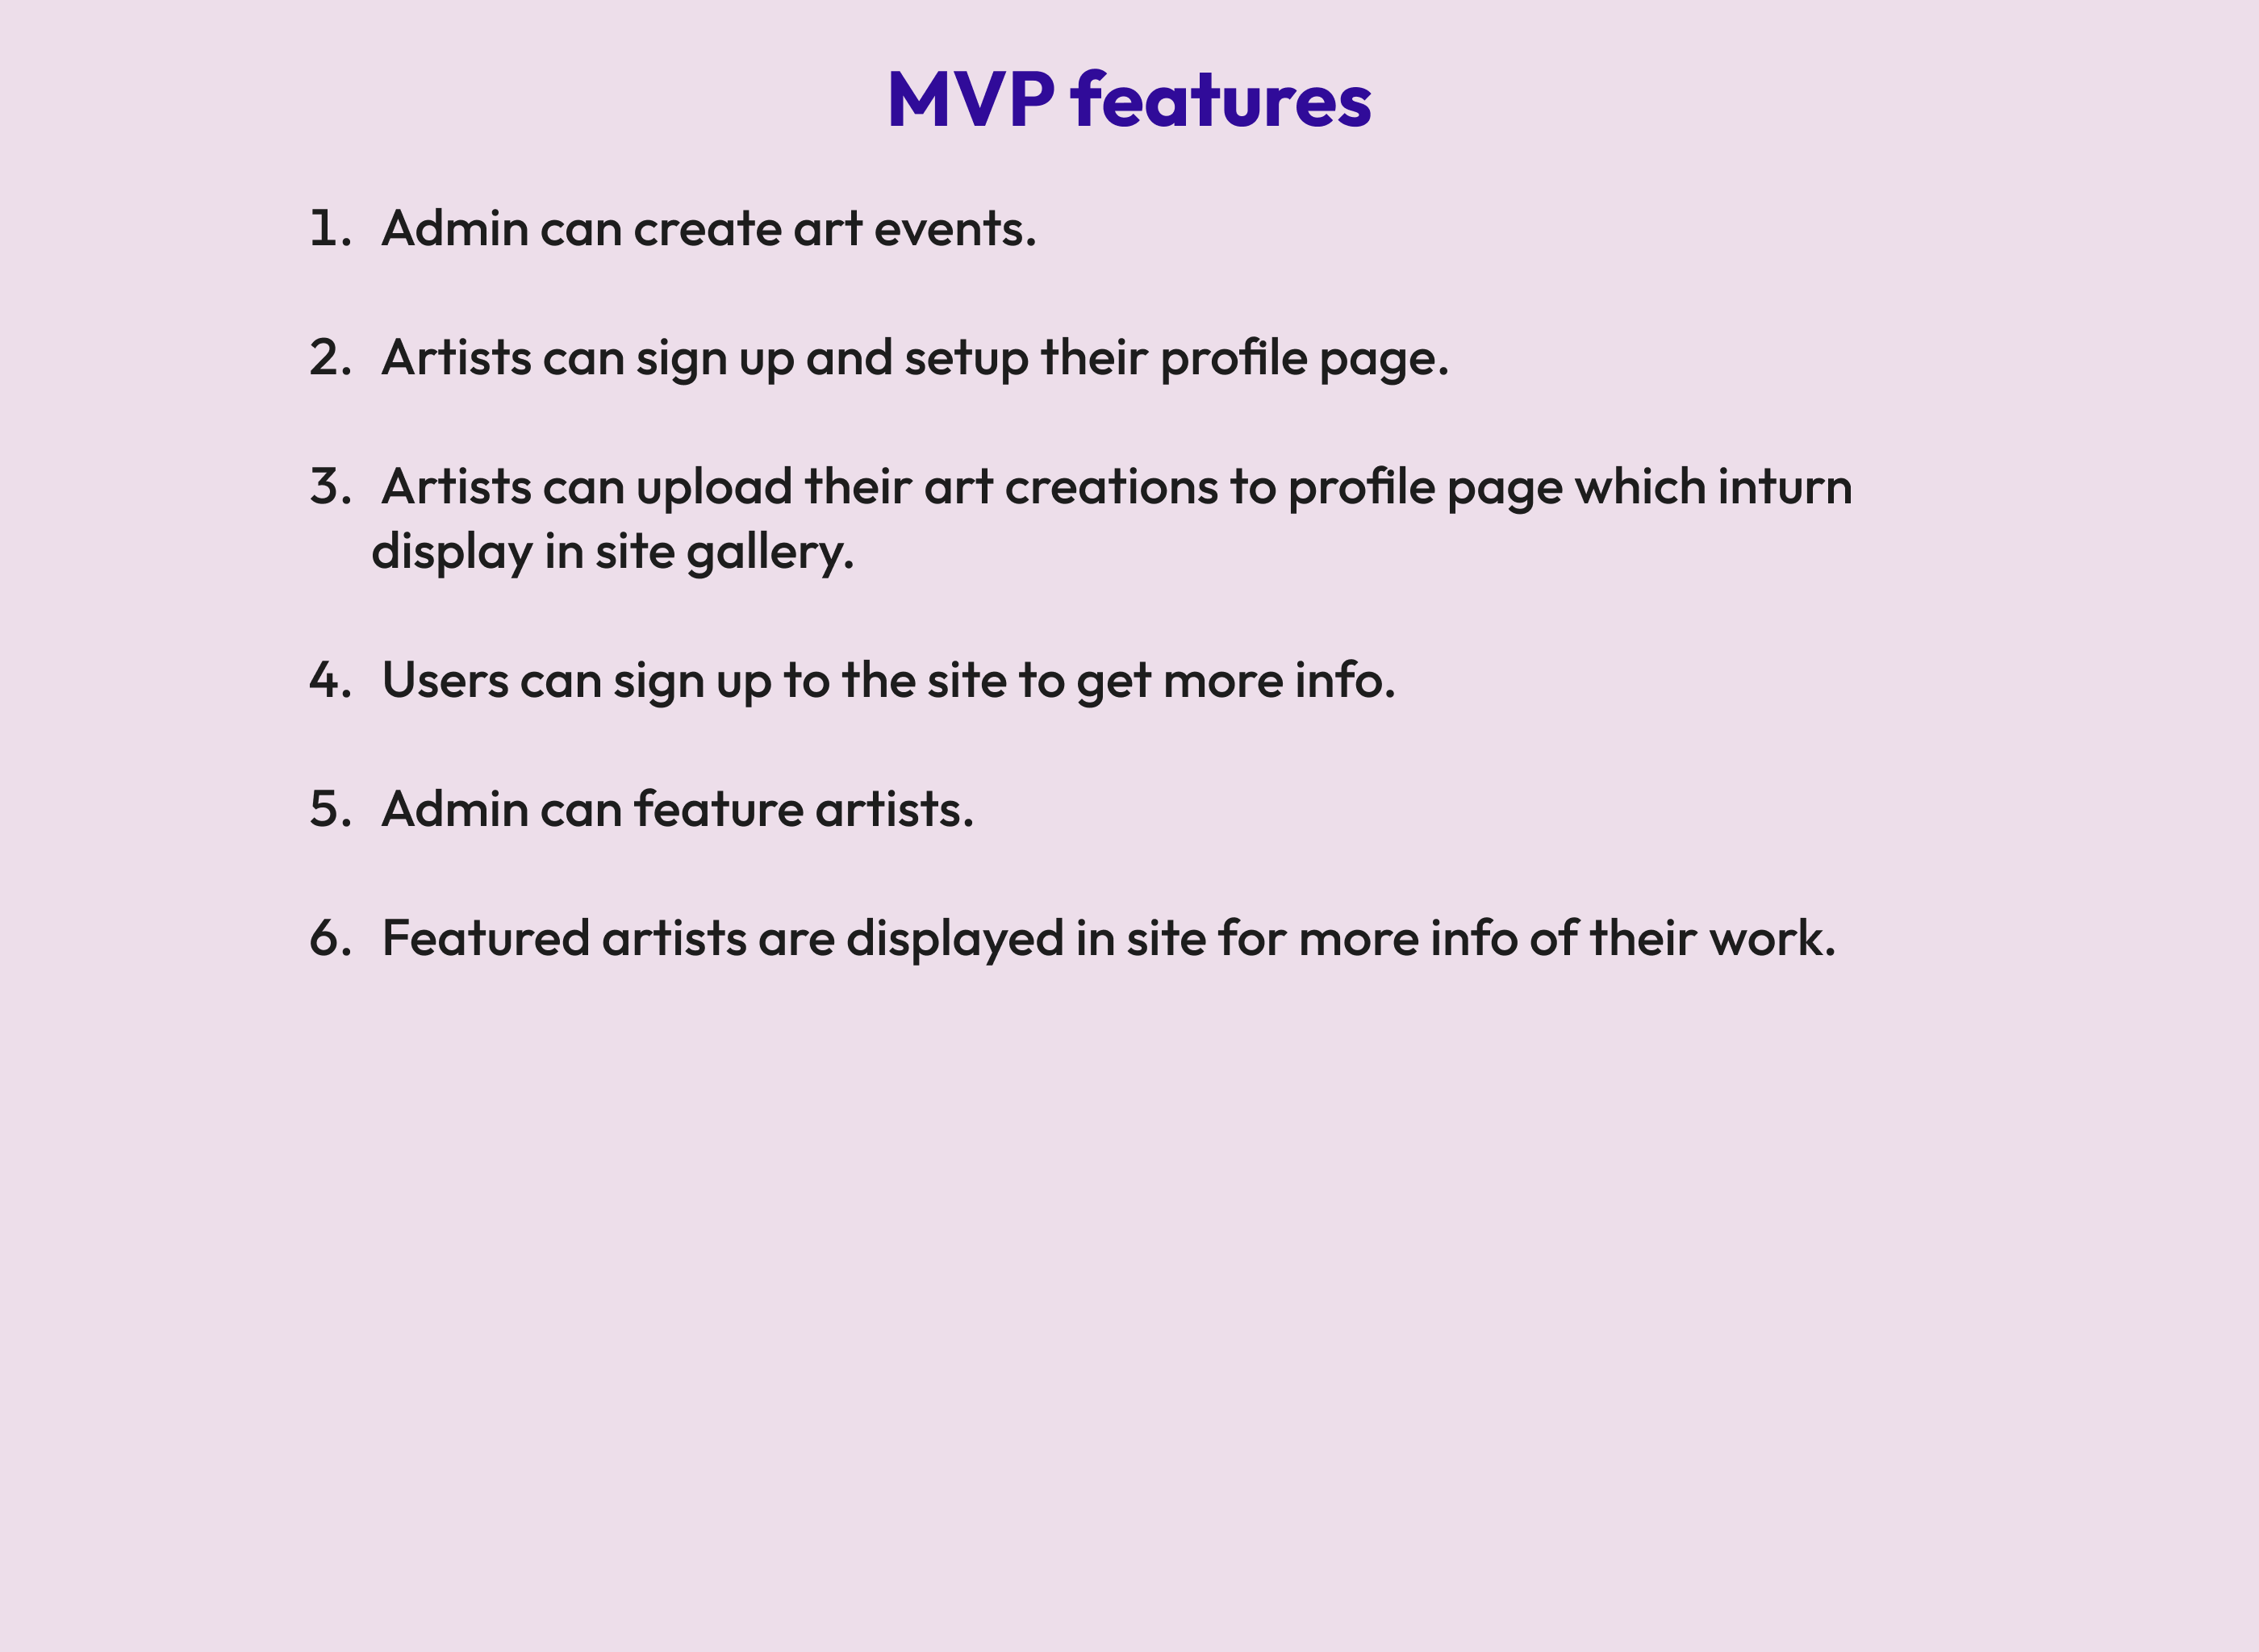 MVP features
1. Admin can create art events.
2. Artists can sign up and setup their profile page.
3. Artists can upload their art creations to profile page which inturn
display in site gallery.
4. Users can sign up to the site to get more info.
5. Admin can feature artists.
6. Featured artists are displayed in site for more info of their work.